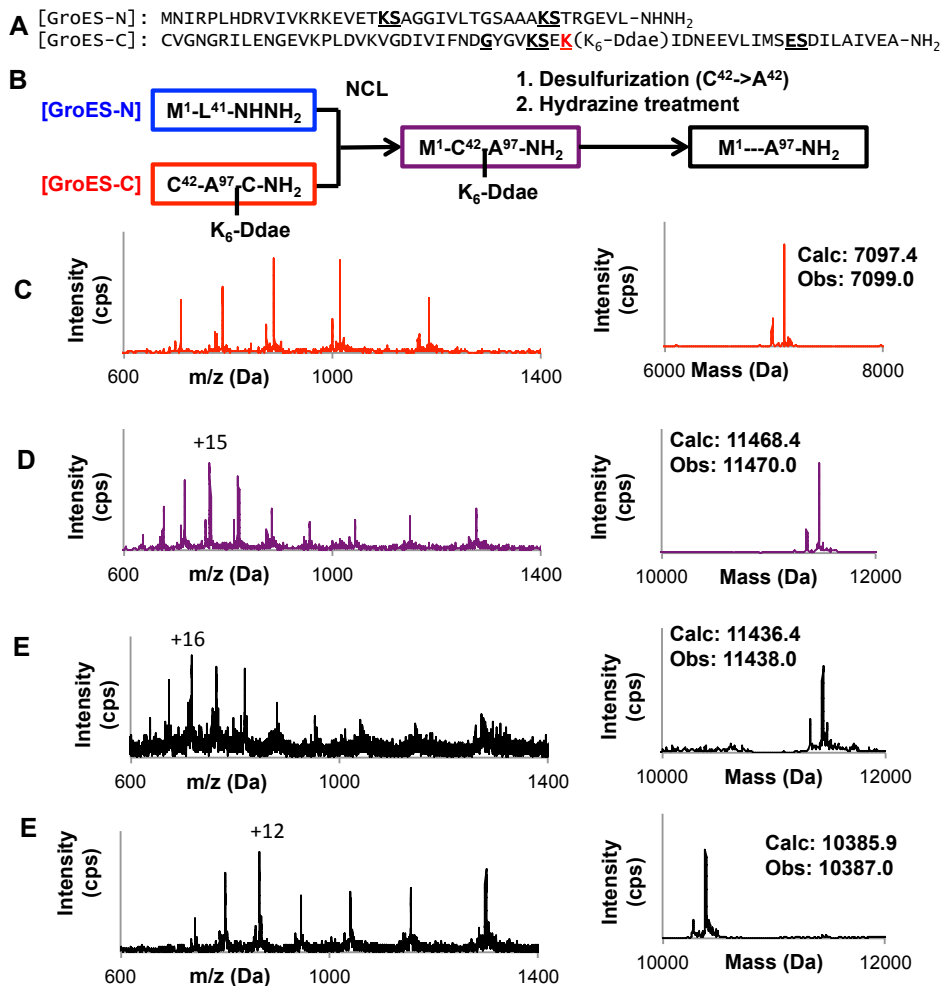 A [GroES-N]: MNIRPLHDRVIVKRKEVETKSAGGIVLTGSAAAKSTRGEVL-NHNH₂
[GroES-C]: CVGNGRILENGEVKPLDVKVGDIVIFNDGYGVKSEK(K₆-Ddae)IDNEEVLIMSESDILAIVEA-NH₂
B
NCL
1. Desulfurization (C⁴²->A⁴²)
2. Hydrazine treatment
[GroES-N] M¹-L⁴¹-NHNH₂
M¹-C⁴²-A⁹⁷-NH₂
M¹---A⁹⁷-NH₂
K₆-Ddae
[GroES-C] C⁴²-A⁹⁷-C-NH₂
K₆-Ddae
C
Intensity
(cps)
600 1000 1400
m/z (Da)
Intensity
(cps)
Calc: 7097.4
Obs: 7099.0
6000 Mass (Da) 8000
D
Intensity
(cps)
+15
600 1000 1400
m/z (Da)
Intensity
(cps)
Calc: 11468.4
Obs: 11470.0
10000 12000
Mass (Da)
E
Intensity
(cps)
+16
600 1000 1400
m/z (Da)
Intensity
(cps)
Calc: 11436.4
Obs: 11438.0
10000 12000
Mass (Da)
E
Intensity
(cps)
+12
600 1000 1400
m/z (Da)
Intensity
(cps)
Calc: 10385.9
Obs: 10387.0
10000 12000
Mass (Da)